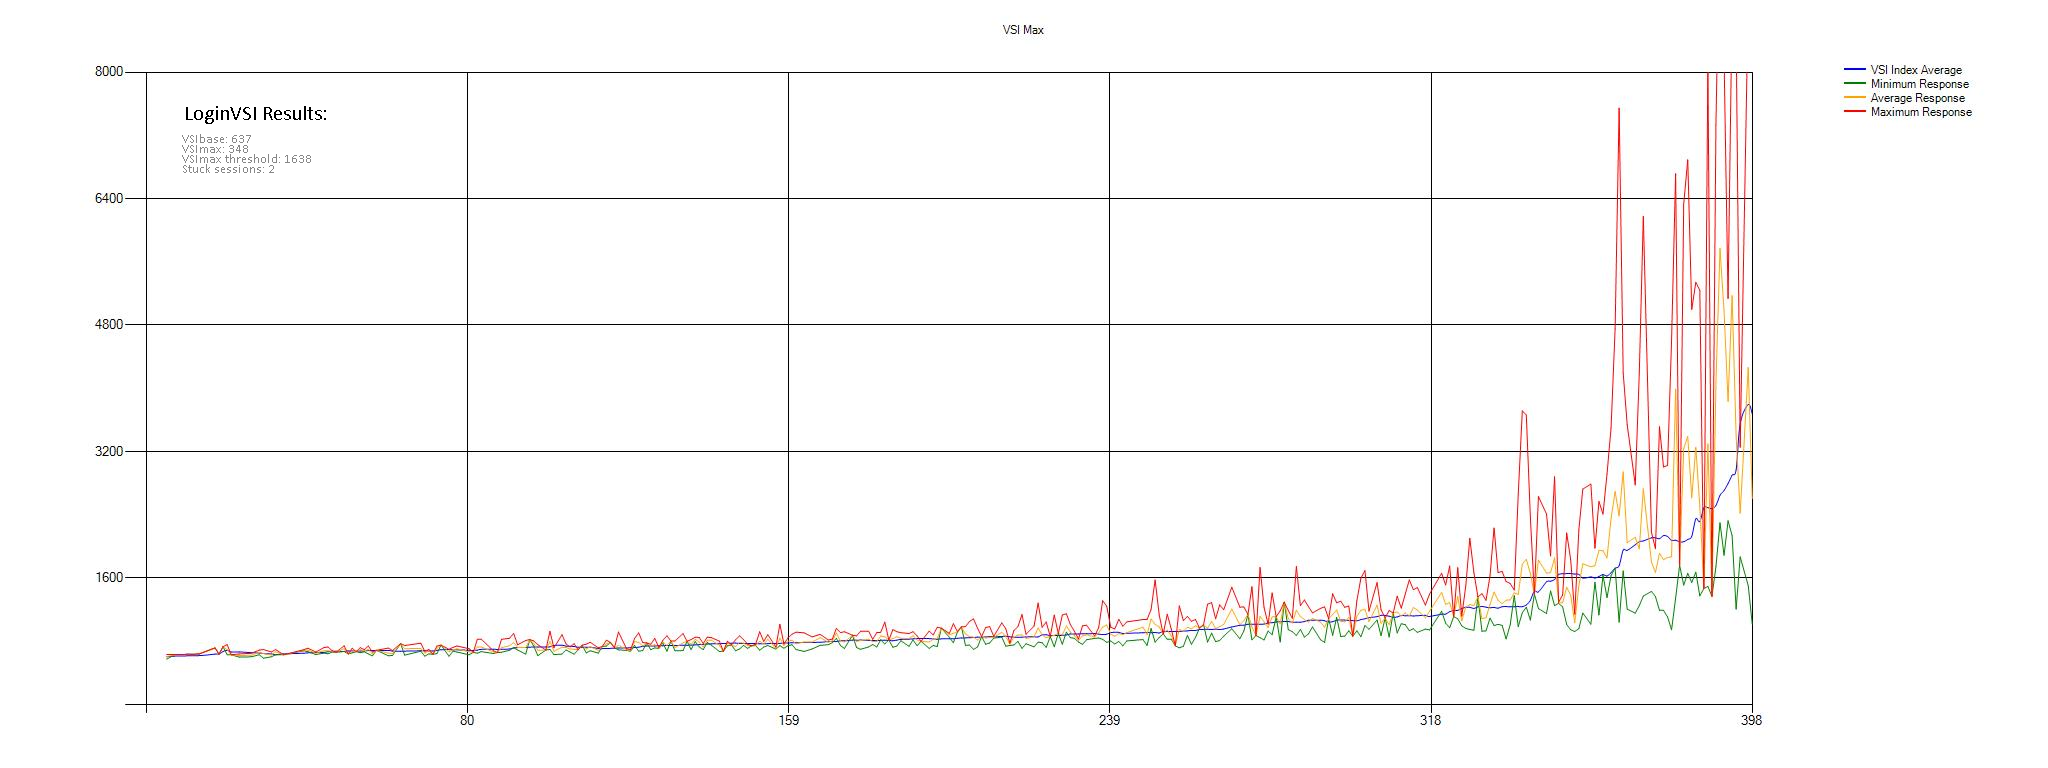 VSI Max
8000
6400
4800
3200
1600
LoginVSI Results:
VSIbase: 637
VSImax: 348
VSImax threshold: 1638
Stuck sessions: 2
VSI Index Average
Minimum Response
Average Response
Maximum Response
80
159
239
318
398